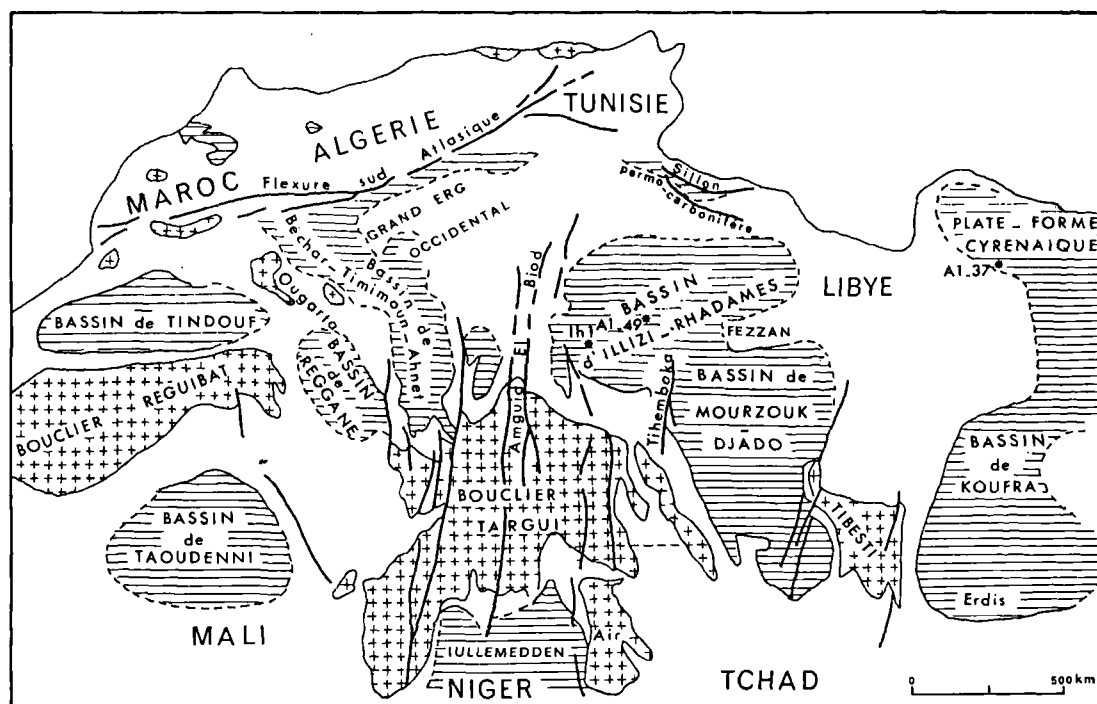 TUNISIE
ALGERIE
MAROC
Flexure sud Atlasique
Sillon
permo-carbonifère
GRAND ERG
OCCIDENTAL
Bechar-Timimoun
Bassin de Ahnet
Ougarta
BASSIN de TINDOUF
BASSIN
de
REGGANE
BOUCLIER REGUIBAT
BASSIN
de
TAOUDENNI
MALI
El Biod
Amguid
BASSIN
d'ILLIZI-RHADAMES
A1-49
LIBYE
FEZZAN
Tihemboka
BASSIN de
MOURZOUK
-DJADO
PLATE-FORME
CYRENAIQUE
A1.37
BASSIN
de
KOUFRA
Erdis
TIBESTI
BOUCLIER
TARGUI
Aïr
IULLEMEDDEN
NIGER
TCHAD
0 500km